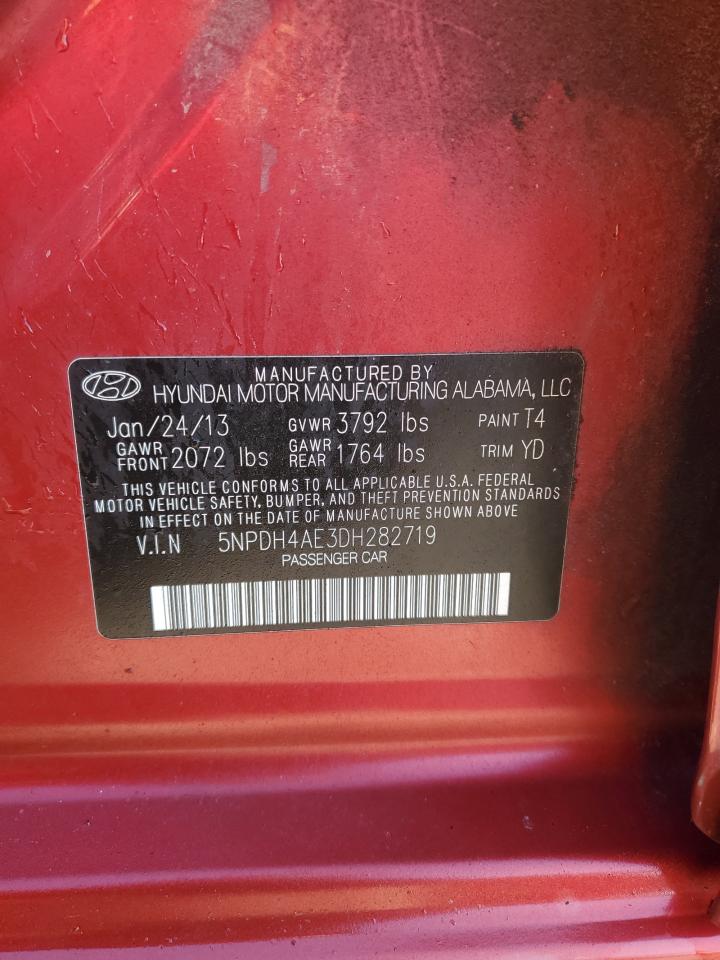 MANUFACTURED BY
HYUNDAI MOTOR MANUFACTURING ALABAMA, LLC
Jan/24/13 GVWR 3792 lbs PAINT T4
GAWR FRONT 2072 lbs GAWR REAR 1764 lbs TRIM YD
THIS VEHICLE CONFORMS TO ALL APPLICABLE U.S.A. FEDERAL
MOTOR VEHICLE SAFETY, BUMPER, AND THEFT PREVENTION STANDARDS
IN EFFECT ON THE DATE OF MANUFACTURE SHOWN ABOVE.
V.I.N 5NPDH4AE3DH282719
PASSENGER CAR